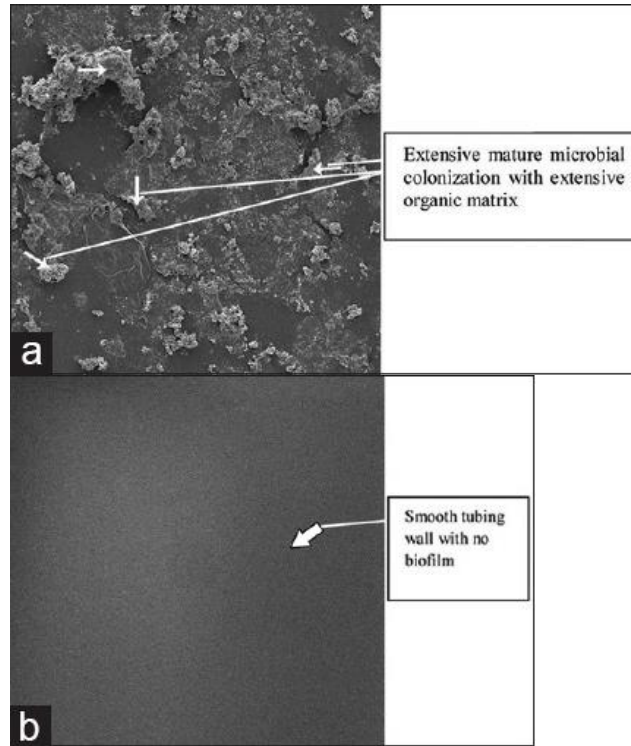 Extensive mature microbial
colonization with extensive
organic matrix
a
Smooth tubing
wall with no
biofilm
b